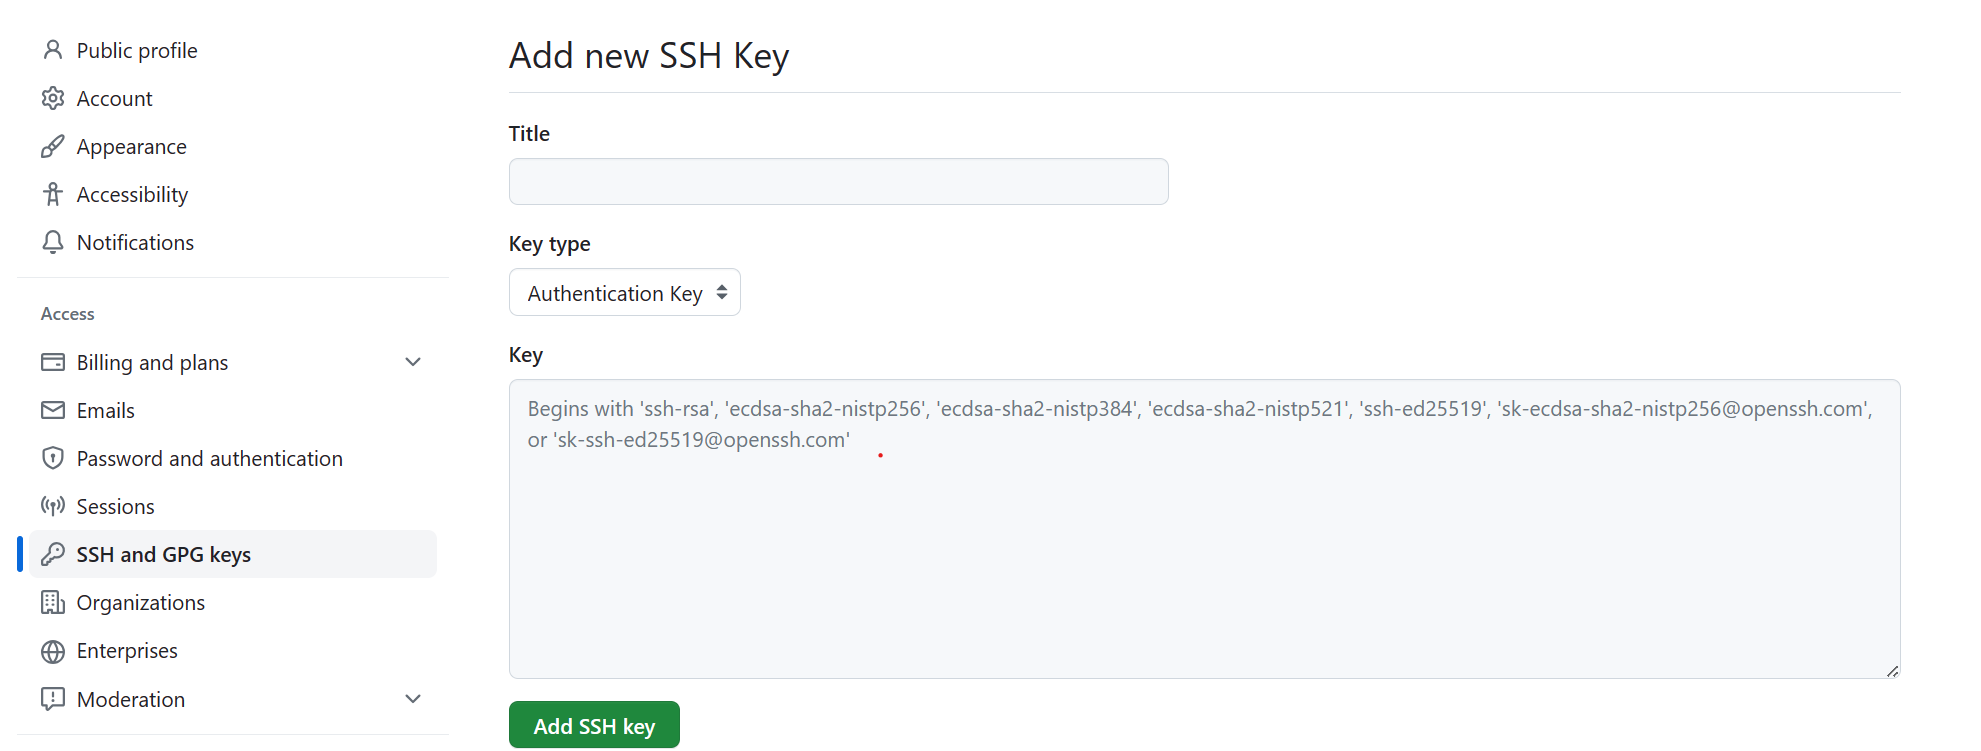 Public profile
Account
Appearance
Accessibility
Notifications
Access
Billing and plans
Emails
Password and authentication
Sessions
SSH and GPG keys
Organizations
Enterprises
Moderation
Add new SSH Key
Title
Key type
Authentication Key
Key
Begins with 'ssh-rsa', 'ecdsa-sha2-nistp256', 'ecdsa-sha2-nistp384', 'ecdsa-sha2-nistp521', 'ssh-ed25519', 'sk-ecdsa-sha2-nistp256@openssh.com',
or 'sk-ssh-ed25519@openssh.com'
Add SSH key